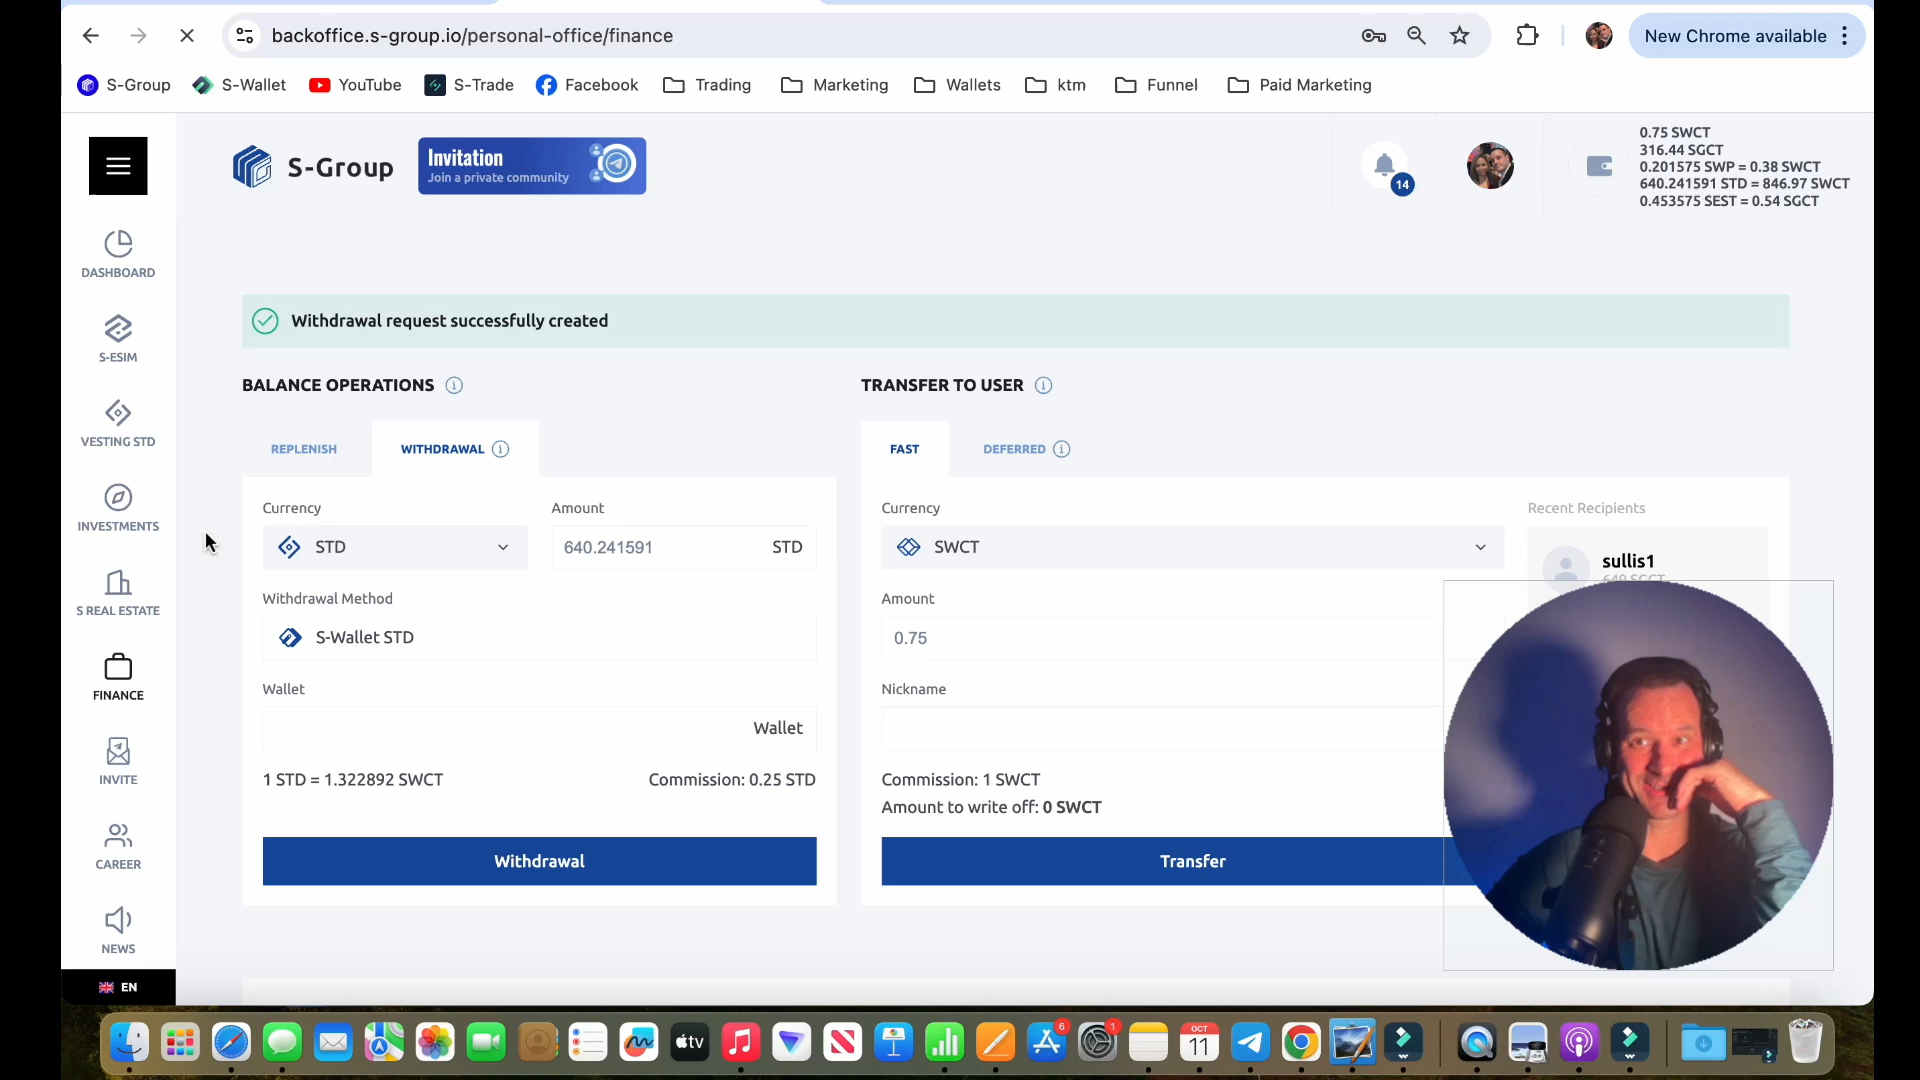 backoffice.s-group.io/personal-office/finance
New Chrome available
S-Group
S-Wallet
YouTube
S-Trade
Facebook
Trading
Marketing
Wallets
ktm
Funnel
Paid Marketing
S-Group
Invitation
Join a private community
14
0.75 SWCT
316.44 SGCT
0.201575 SWP = 0.38 SWCT
640.241591 STD = 846.97 SWCT
0.453575 SEST = 0.54 SGCT
DASHBOARD
S-ESIM
VESTING STD
INVESTMENTS
S REAL ESTATE
FINANCE
INVITE
CAREER
NEWS
EN
Withdrawal request successfully created
BALANCE OPERATIONS
REPLENISH
WITHDRAWAL
Currency
Amount
STD
640.241591
STD
Withdrawal Method
S-Wallet STD
Wallet
Wallet
1 STD = 1.322892 SWCT
Commission: 0.25 STD
Withdrawal
TRANSFER TO USER
FAST
DEFERRED
Currency
SWCT
Amount
0.75
Nickname
Commission: 1 SWCT
Amount to write off: 0 SWCT
Transfer
Recent Recipients
sullis1
tv
6
1
OCT
11